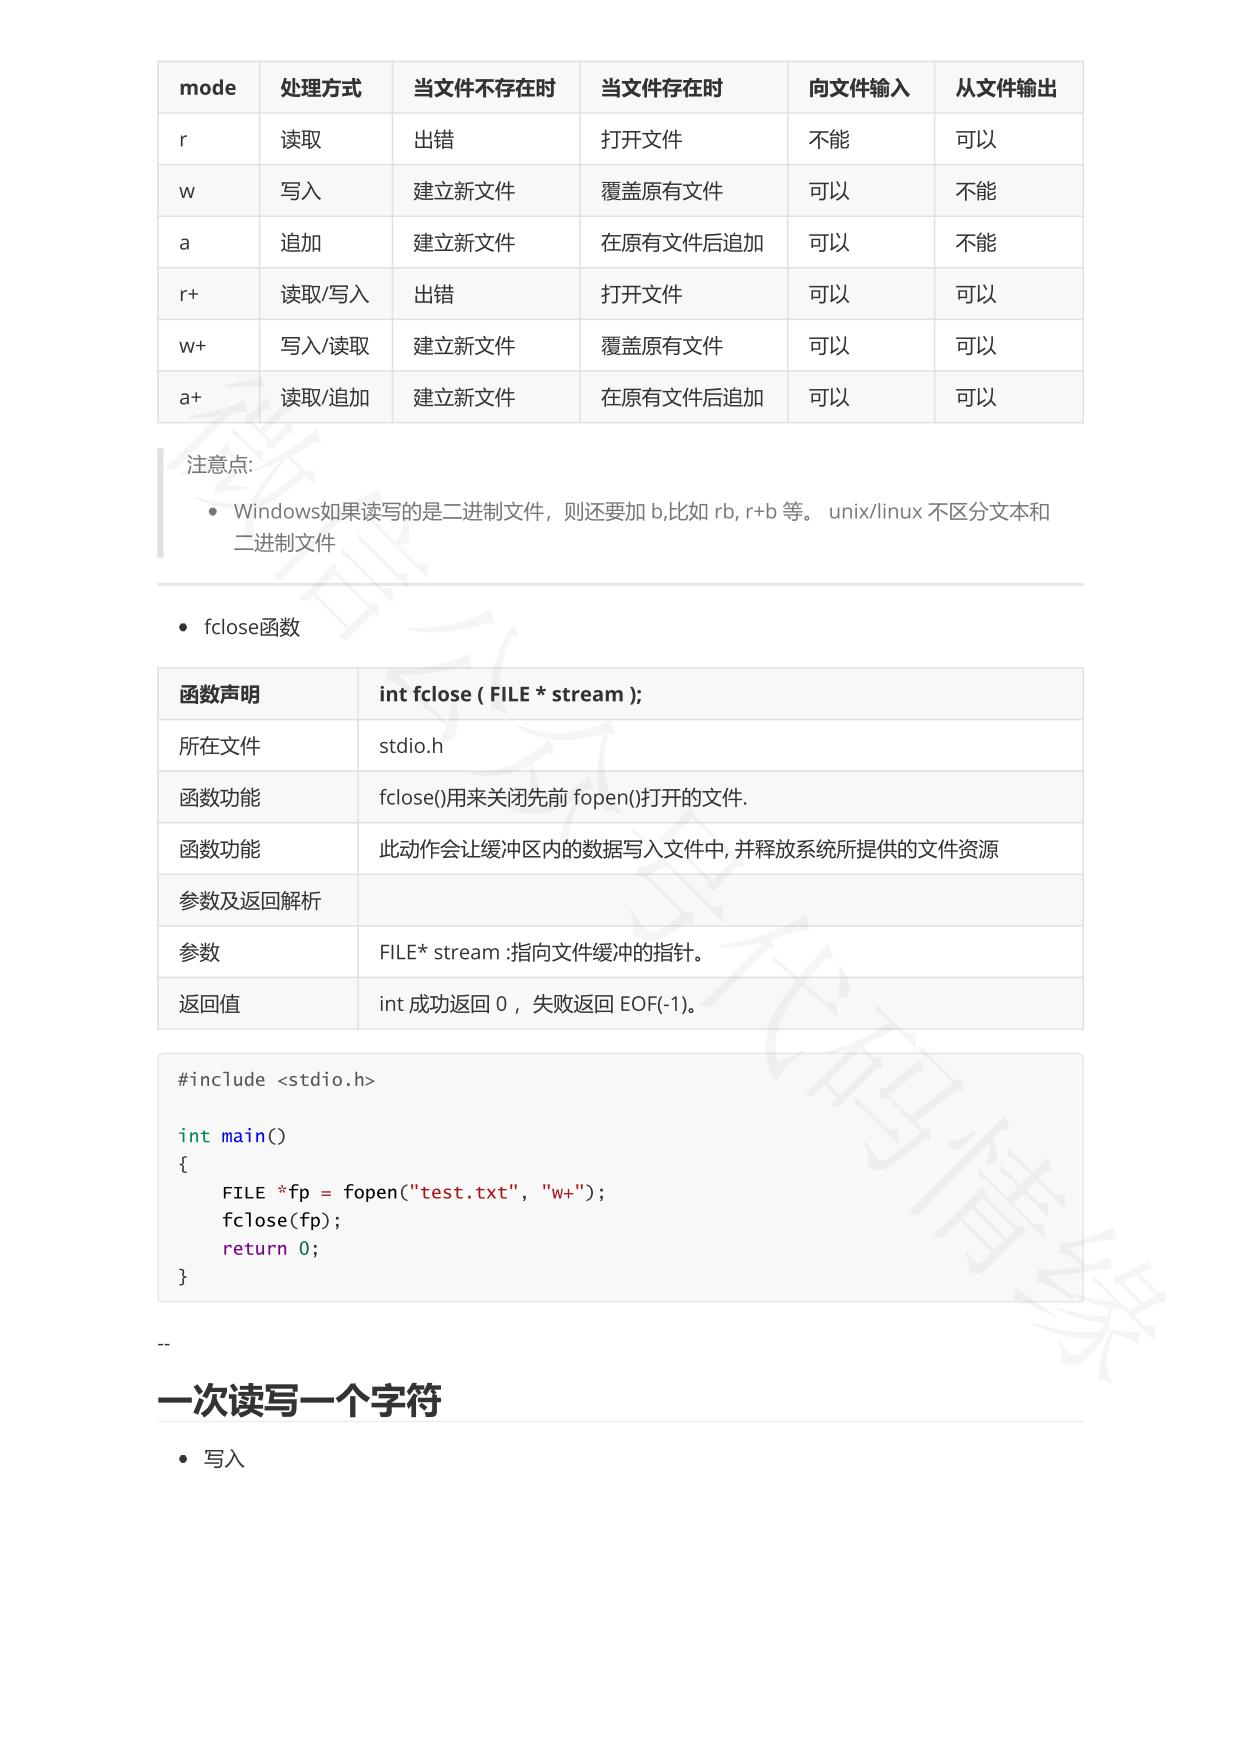 mode 处理方式 当文件不存在时 当文件存在时 向文件输入 从文件输出
r 读取 出错 打开文件 不能 可以
w 写入 建立新文件 覆盖原有文件 可以 不能
a 追加 建立新文件 在原有文件后追加 可以 不能
r+ 读取/写入 出错 打开文件 可以 可以
w+ 写入/读取 建立新文件 覆盖原有文件 可以 可以
a+ 读取/追加 建立新文件 在原有文件后追加 可以 可以
注意点:
• Windows如果读写的是二进制文件，则还要加 b,比如 rb, r+b 等。 unix/linux 不区分文本和
二进制文件
• fclose函数
函数声明 int fclose ( FILE * stream );
所在文件 stdio.h
函数功能 fclose()用来关闭先前 fopen()打开的文件.
函数功能 此动作会让缓冲区内的数据写入文件中, 并释放系统所提供的文件资源
参数及返回解析
参数 FILE* stream :指向文件缓冲的指针。
返回值 int 成功返回 0 ，失败返回 EOF(-1)。
#include <stdio.h>
int main()
{
    FILE *fp = fopen("test.txt", "w+");
    fclose(fp);
    return 0;
}
--
一次读写一个字符
• 写入
微信公众号代码情缘